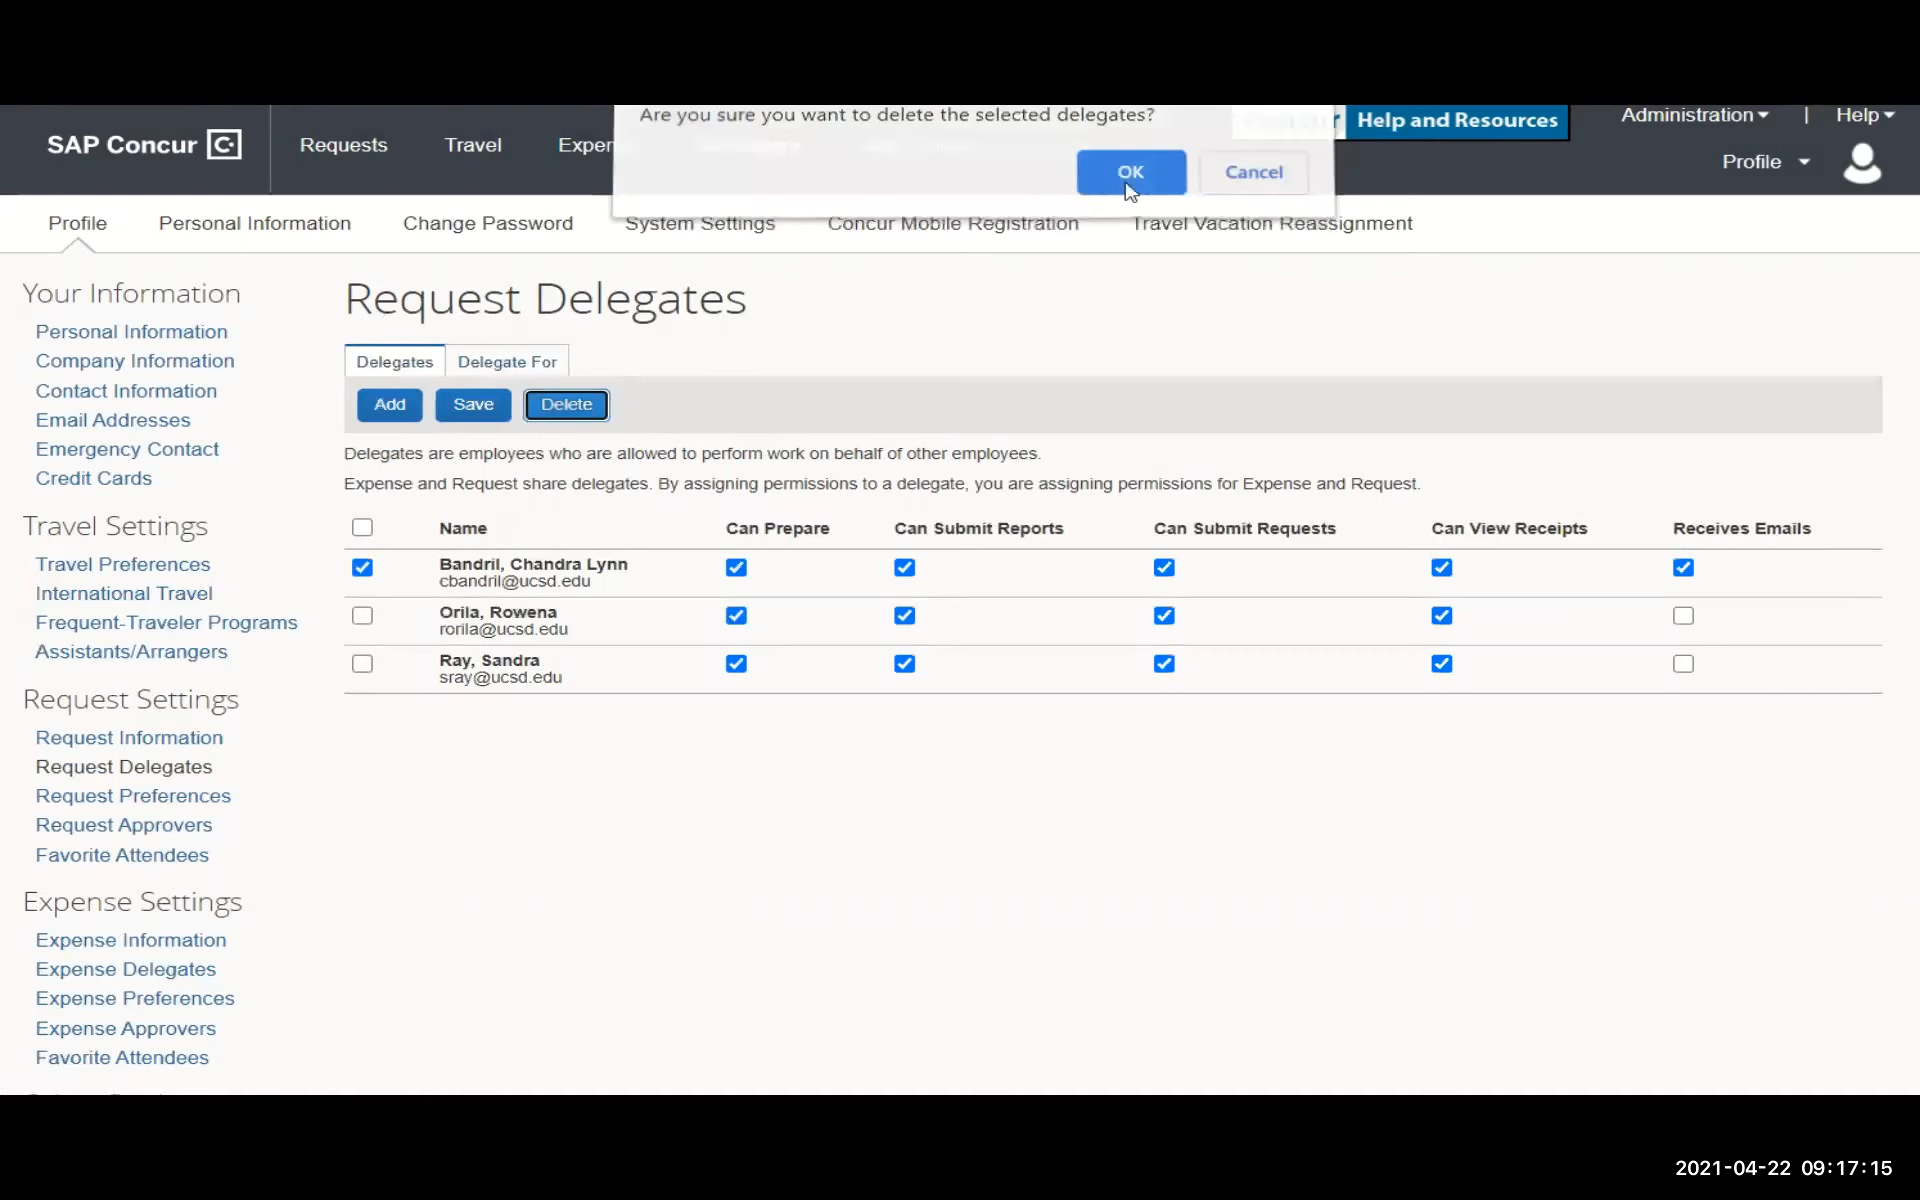 Are you sure you want to delete the selected delegates?
Help and Resources
Administration
|
Help
SAP Concur
Requests
Travel
Exper
OK
Cancel
Profile
Profile
Personal Information
Change Password
System Settings
Concur Mobile Registration
Travel Vacation Reassignment
Your Information
Personal Information
Company Information
Contact Information
Email Addresses
Emergency Contact
Credit Cards
Travel Settings
Travel Preferences
International Travel
Frequent-Traveler Programs
Assistants/Arrangers
Request Settings
Request Information
Request Delegates
Request Preferences
Request Approvers
Favorite Attendees
Expense Settings
Expense Information
Expense Delegates
Expense Preferences
Expense Approvers
Favorite Attendees
Request Delegates
Delegates
Delegate For
Add
Save
Delete
Delegates are employees who are allowed to perform work on behalf of other employees.
Expense and Request share delegates. By assigning permissions to a delegate, you are assigning permissions for Expense and Request.
Name Can Prepare Can Submit Reports Can Submit Requests Can View Receipts Receives Emails
Bandril, Chandra Lynn
cbandril@ucsd.edu
Orila, Rowena
rorila@ucsd.edu
Ray, Sandra
sray@ucsd.edu
2021-04-22 09:17:15